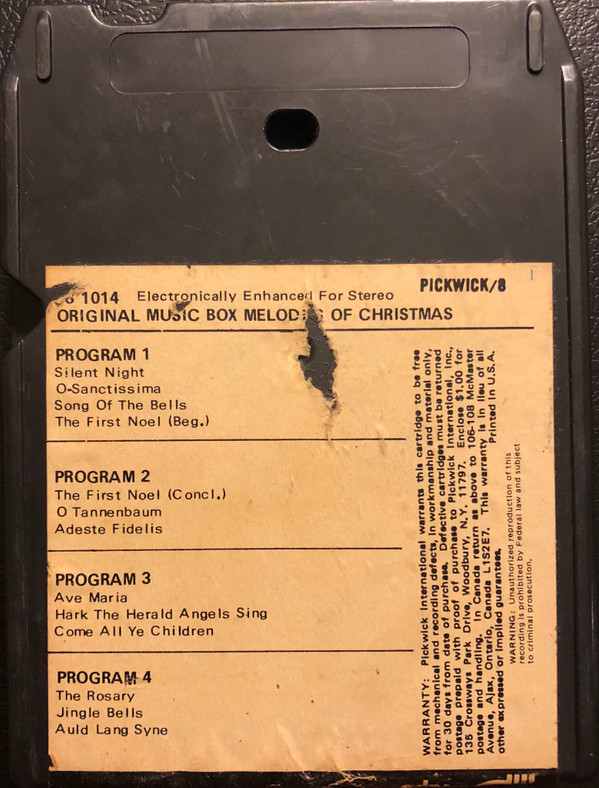 1014 Electronically Enhanced For Stereo
PICKWICK/8
ORIGINAL MUSIC BOX MELODIES OF CHRISTMAS
PROGRAM 1
Silent Night
O-Sanctissima
Song Of The Bells
The First Noel (Beg.)
PROGRAM 2
The First Noel (Concl.)
O Tannenbaum
Adeste Fidelis
PROGRAM 3
Ave Maria
Hark The Herald Angels Sing
Come All Ye Children
PROGRAM 4
The Rosary
Jingle Bells
Auld Lang Syne
WARRANTY: Pickwick International warrants this cartridge to be free
from mechanical and recording defects, in workmanship and material only,
for 30 days from date of purchase. Defective cartridges must be returned
postage prepaid with proof of purchase to Pickwick International, Inc.,
135 Crossways Park Drive, Woodbury, N.Y. 11797. Enclose $1.00 for
postage and handling. In Canada return as above to 106-108 McMaster
Avenue, Ajax, Ontario, Canada L1S2E7. This warranty is in lieu of all
other expressed or implied guarantees. Printed in U.S.A.
WARNING: Unauthorized reproduction of this
recording is prohibited by Federal law and subject
to criminal prosecution.